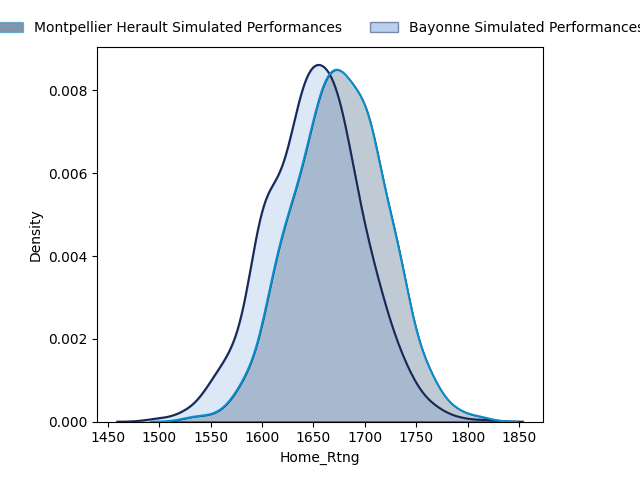 Montpellier Herault Simulated Performances Bayonne Simulated Performances
0.008
0.006
0.004
0.002
0.000
Density
1450 1500 1550 1600 1650 1700 1750 1800 1850
Home_Rtng